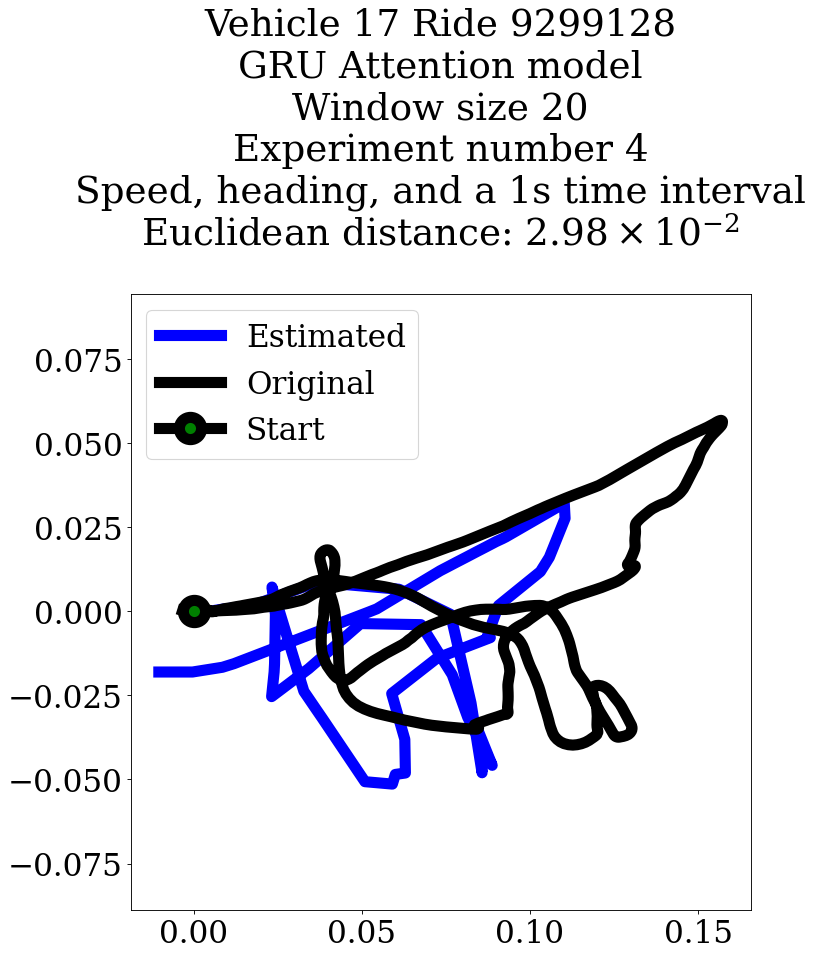 Vehicle 17 Ride 9299128
GRU Attention model
Window size 20
Experiment number 4
Speed, heading, and a 1s time interval
Euclidean distance: 2.98 × 10⁻²
Estimated
Original
Start
0.075
0.050
0.025
0.000
−0.025
−0.050
−0.075
0.00 0.05 0.10 0.15